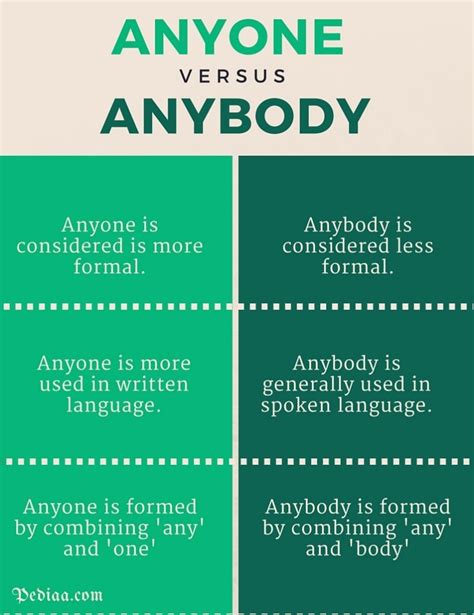 ANYONE
VERSUS
ANYBODY
Anyone is
considered is more
formal.
Anybody is
considered less
formal.
Anyone is more
used in written
language.
Anybody is
generally used in
spoken language.
Anyone is formed
by combining 'any'
and 'one'
Anybody is formed
by combining 'any'
and 'body'
Pediaa.com